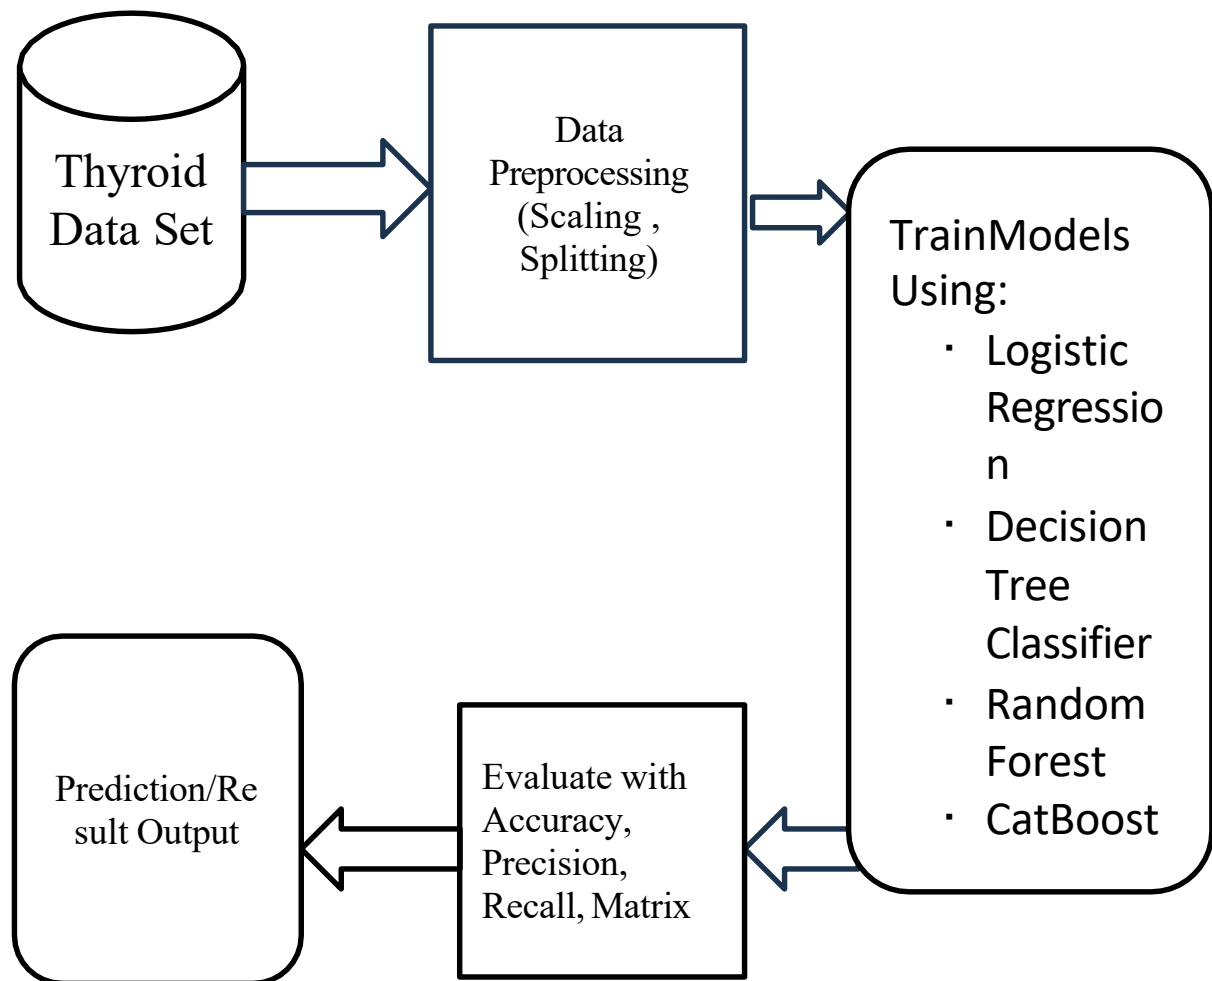 Thyroid
Data Set
Data
Preprocessing
(Scaling ,
Splitting)
TrainModels
Using:
▪ Logistic
Regressio
n
▪ Decision
Tree
Classifier
▪ Random
Forest
▪ CatBoost
Evaluate with
Accuracy,
Precision,
Recall, Matrix
Prediction/Re
sult Output